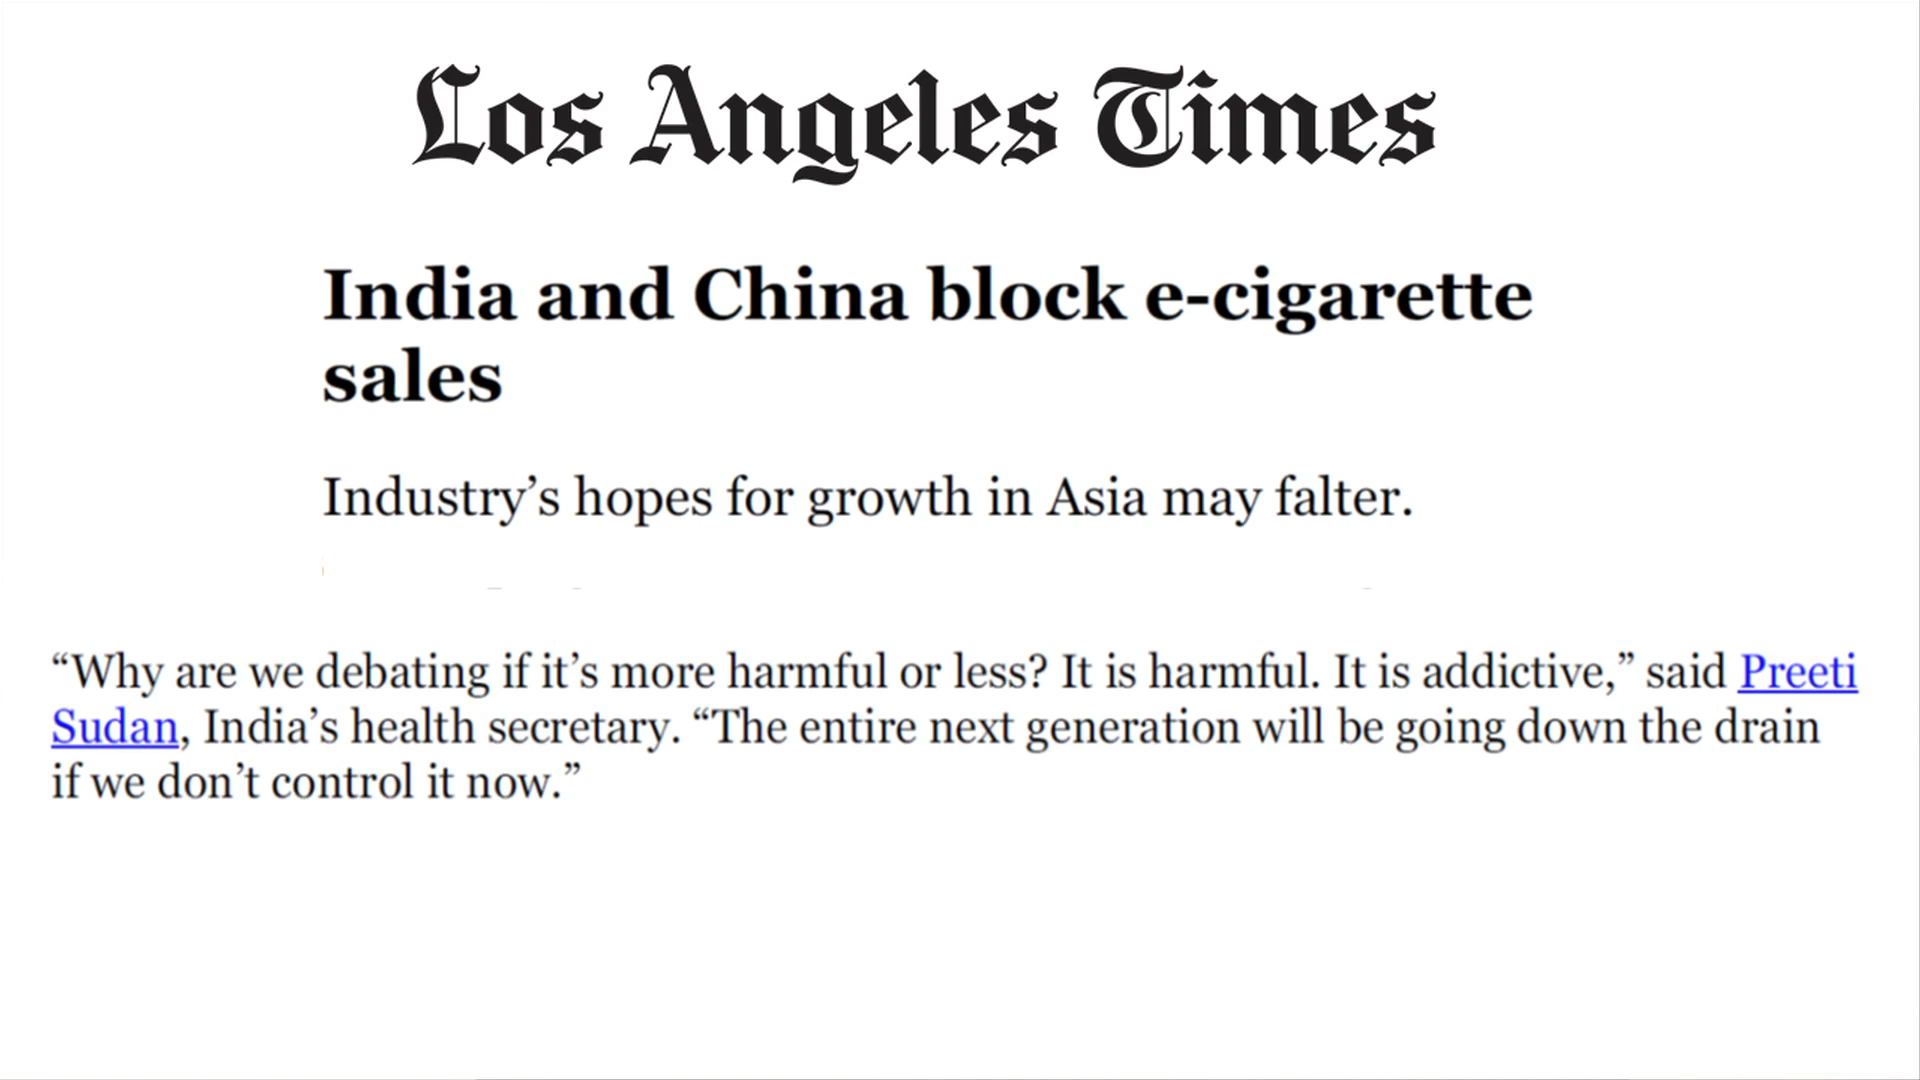 Los Angeles Times
India and China block e-cigarette
sales
Industry’s hopes for growth in Asia may falter.
“Why are we debating if it’s more harmful or less? It is harmful. It is addictive,” said Preeti
Sudan, India’s health secretary. “The entire next generation will be going down the drain
if we don’t control it now.”